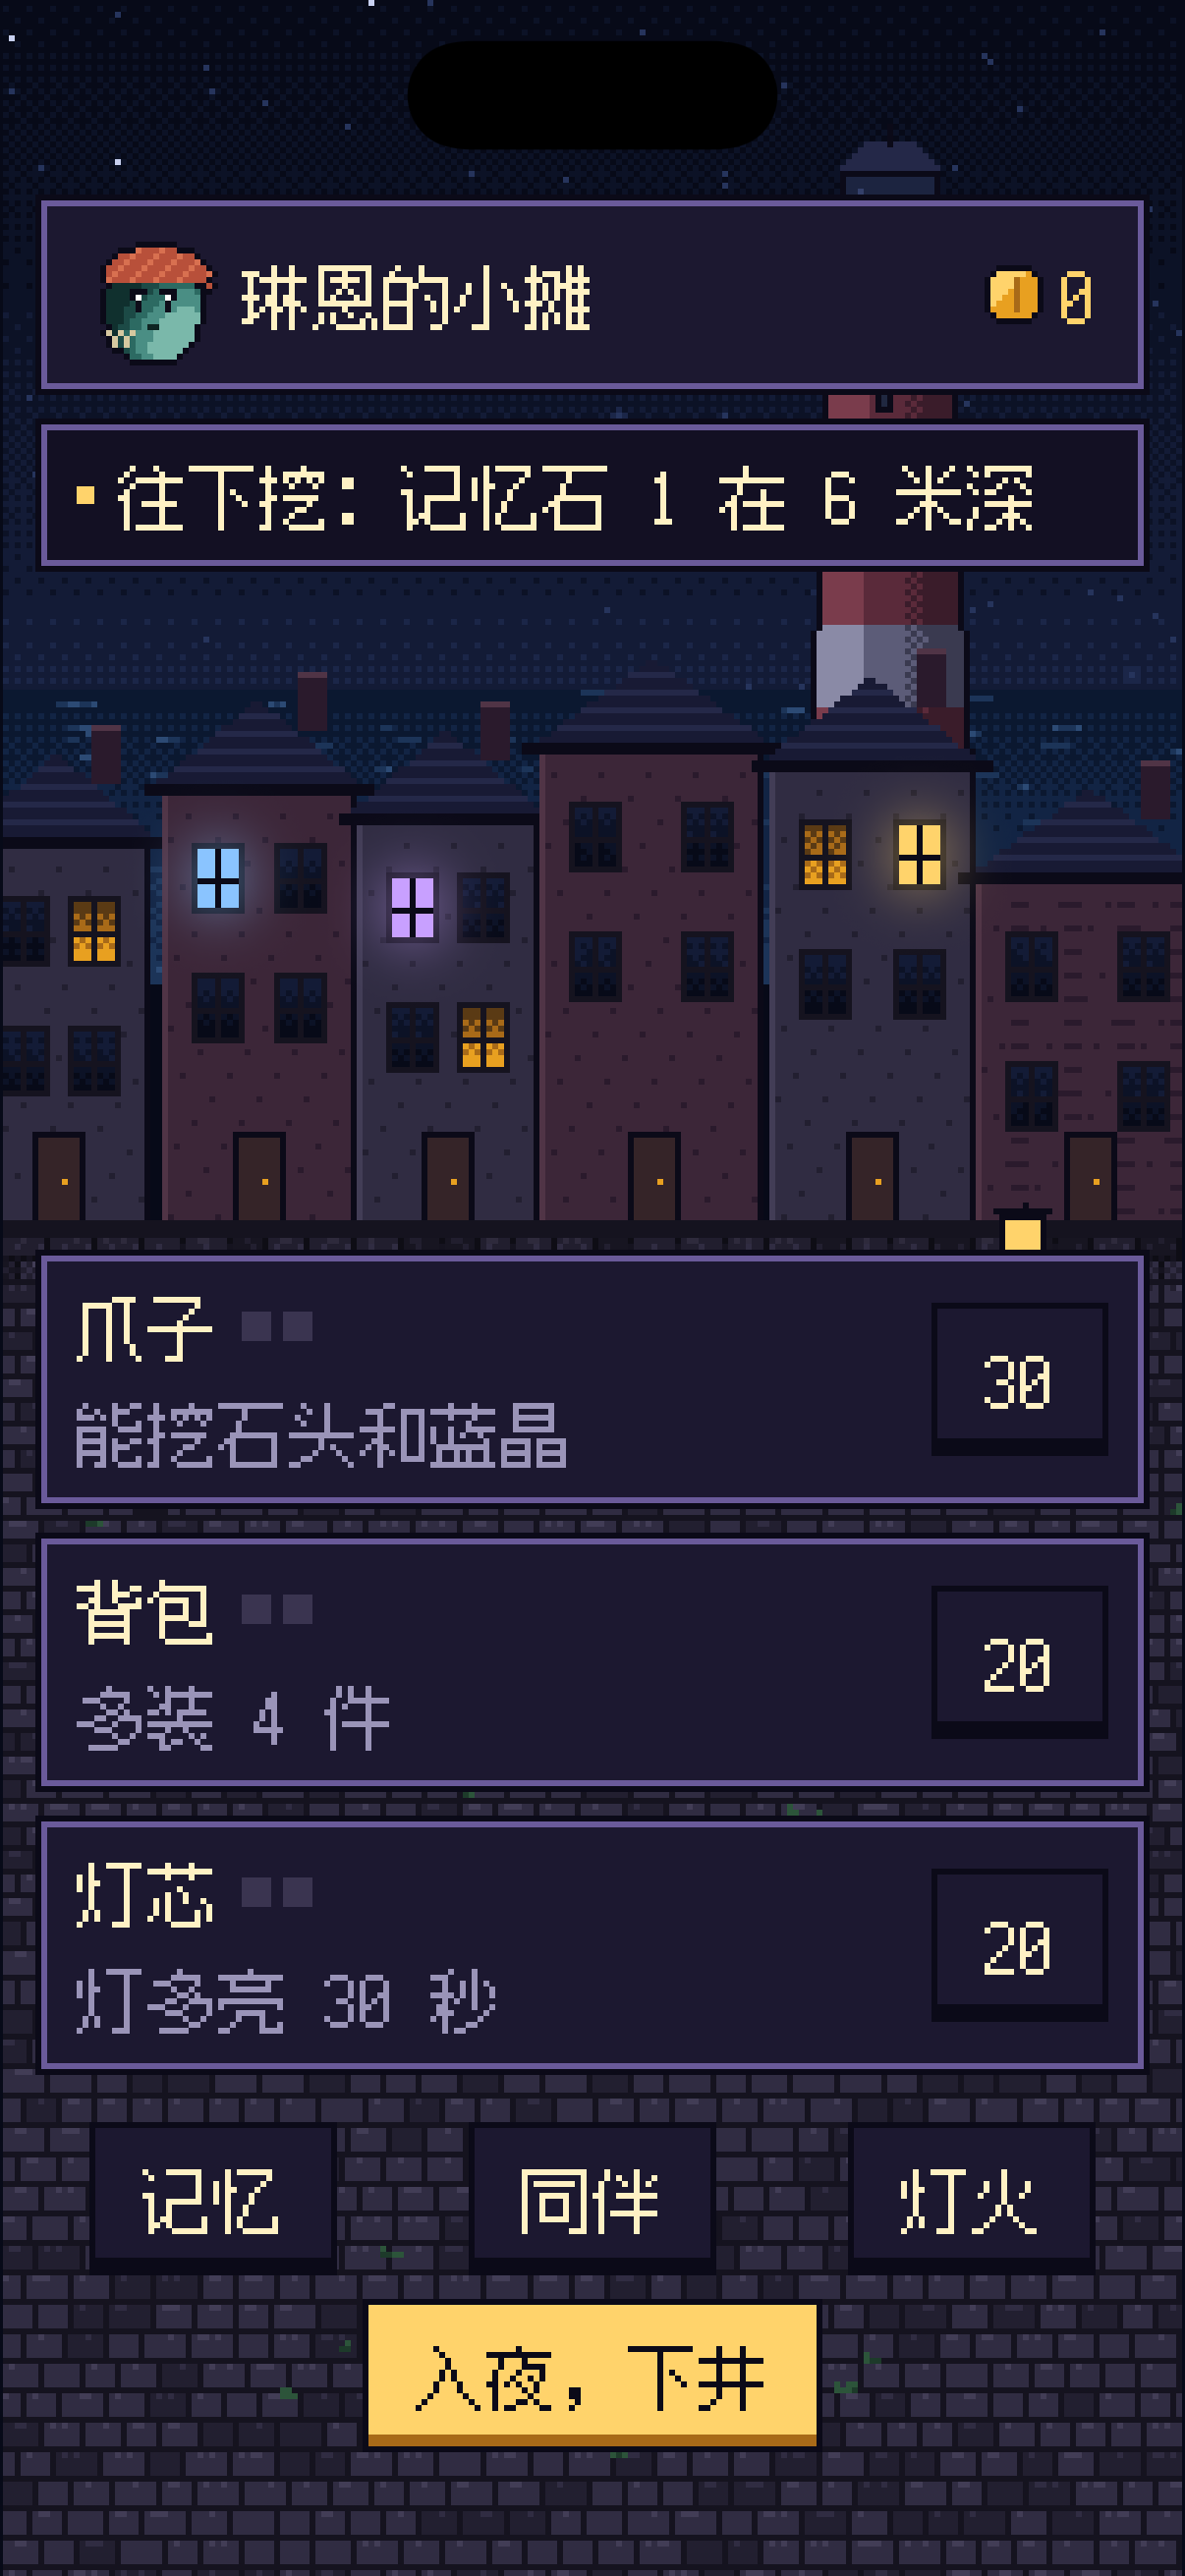 琳恩的小摊 0
往下挖：记忆石 1 在 6 米深
爪子
能挖石头和蓝晶
30
背包
多装 4 件
20
灯芯
灯多亮 30 秒
20
记忆 同伴 灯火
入夜，下井